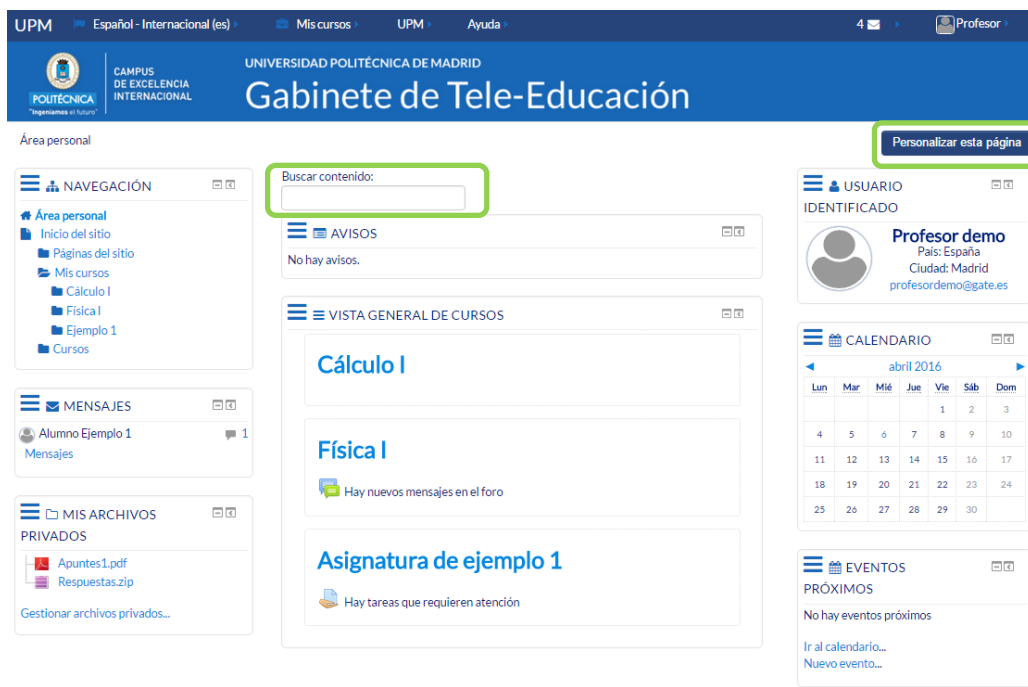 UPM Español - Internacional (es) Mis cursos UPM Ayuda 4 Profesor
POLITÉCNICA
"Ingeniamos el futuro"
CAMPUS
DE EXCELENCIA
INTERNACIONAL
UNIVERSIDAD POLITÉCNICA DE MADRID
Gabinete de Tele-Educación
Área personal
Personalizar esta página
NAVEGACIÓN
Área personal
Inicio del sitio
Páginas del sitio
Mis cursos
Cálculo I
Física I
Ejemplo 1
Cursos
MENSAJES
Alumno Ejemplo 1 1
Mensajes
MIS ARCHIVOS
PRIVADOS
Apuntes1.pdf
Respuestas.zip
Gestionar archivos privados...
Buscar contenido:
AVISOS
No hay avisos.
VISTA GENERAL DE CURSOS
Cálculo I
Física I
Hay nuevos mensajes en el foro
Asignatura de ejemplo 1
Hay tareas que requieren atención
USUARIO
IDENTIFICADO
Profesor demo
País: España
Ciudad: Madrid
profesordemo@gate.es
CALENDARIO
◄ abril 2016 ►
Lun Mar Mié Jue Vie Sáb Dom
1 2 3
4 5 6 7 8 9 10
11 12 13 14 15 16 17
18 19 20 21 22 23 24
25 26 27 28 29 30
EVENTOS
PRÓXIMOS
No hay eventos próximos
Ir al calendario...
Nuevo evento...